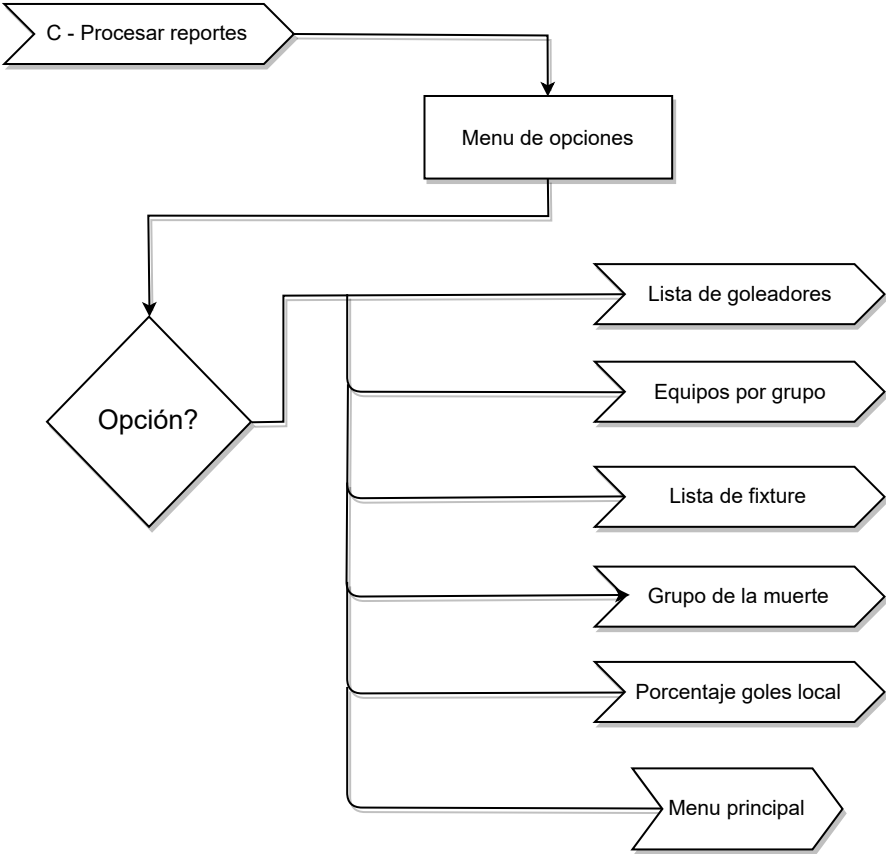 C - Procesar reportes
Menu de opciones
Lista de goleadores
Equipos por grupo
Opción?
Lista de fixture
Grupo de la muerte
Porcentaje goles local
Menu principal